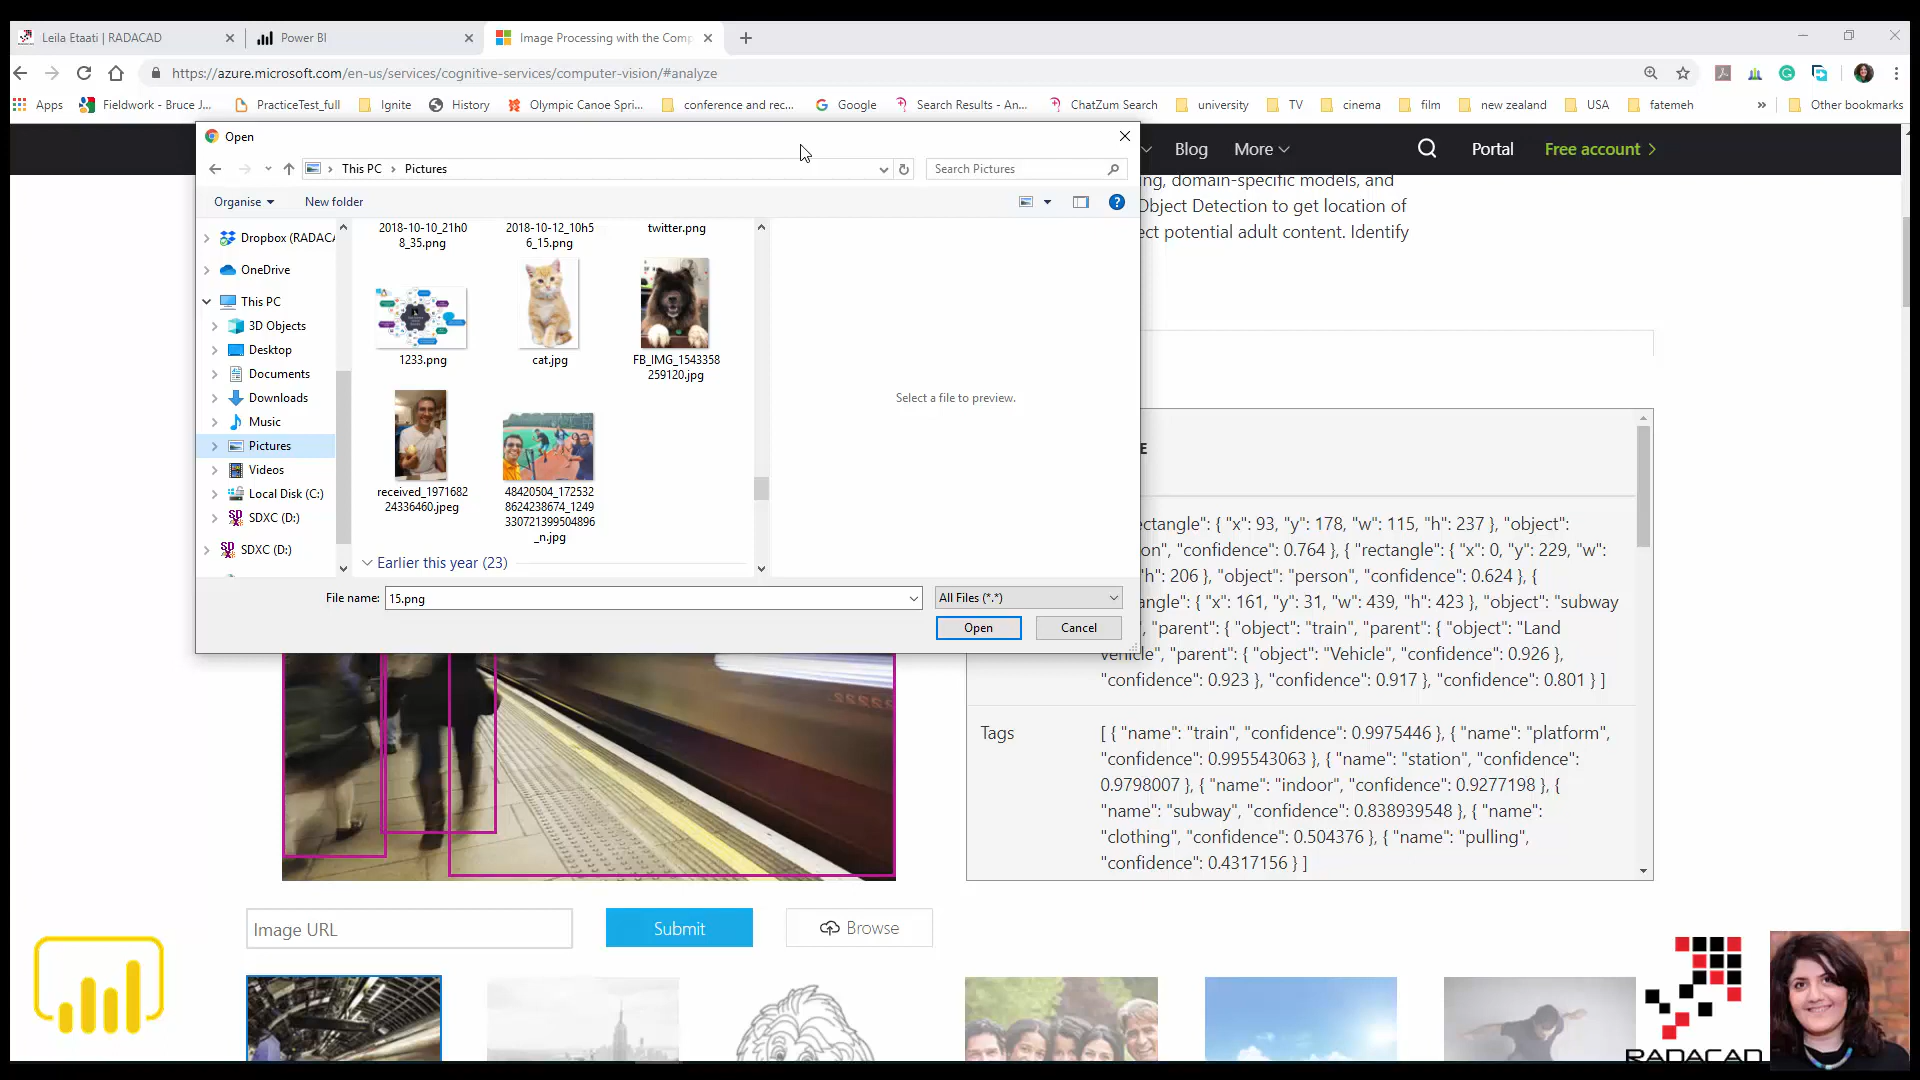 Leila Etaati | RADACAD
Power BI
Image Processing with the Comp
https://azure.microsoft.com/en-us/services/cognitive-services/computer-vision/#analyze
Apps
Fieldwork - Bruce J...
PracticeTest_full
Ignite
History
Olympic Canoe Spri...
conference and rec...
Google
Search Results - An...
ChatZum Search
university
TV
cinema
film
new zealand
USA
fatemeh
»
Other bookmarks
Open
Blog
More
Portal
Free account
This PC
Pictures
Search Pictures
ng, domain-specific models, and
Object Detection to get location of
ect potential adult content. Identify
Organise
New folder
Dropbox (RADACA
OneDrive
This PC
3D Objects
Desktop
Documents
Downloads
Music
Pictures
Videos
Local Disk (C:)
SDXC (D:)
SDXC (D:)
2018-10-10_21h0
8_35.png
2018-10-12_10h5
6_15.png
twitter.png
1233.png
cat.jpg
FB_IMG_1543358
259120.jpg
received_1971682
24336460.jpeg
48420504_172532
8624238674_1249
330721399504896
_n.jpg
Earlier this year (23)
Select a file to preview.
File name:
15.png
All Files (*.*)
Open
Cancel
E
ctangle": { "x": 93, "y": 178, "w": 115, "h": 237 }, "object":
on", "confidence": 0.764 }, { "rectangle": { "x": 0, "y": 229, "w":
"h": 206 }, "object": "person", "confidence": 0.624 }, {
angle": { "x": 161, "y": 31, "w": 439, "h": 423 }, "object": "subway
"parent": { "object": "train", "parent": { "object": "Land
vehicle", "parent": { "object": "Vehicle", "confidence": 0.926 },
"confidence": 0.923 }, "confidence": 0.917 }, "confidence": 0.801 } ]
Tags
[ { "name": "train", "confidence": 0.9975446 }, { "name": "platform",
"confidence": 0.995543063 }, { "name": "station", "confidence":
0.9798007 }, { "name": "indoor", "confidence": 0.9277198 }, {
"name": "subway", "confidence": 0.838939548 }, { "name":
"clothing", "confidence": 0.504376 }, { "name": "pulling",
"confidence": 0.4317156 } ]
Image URL
Submit
Browse
RADACAD